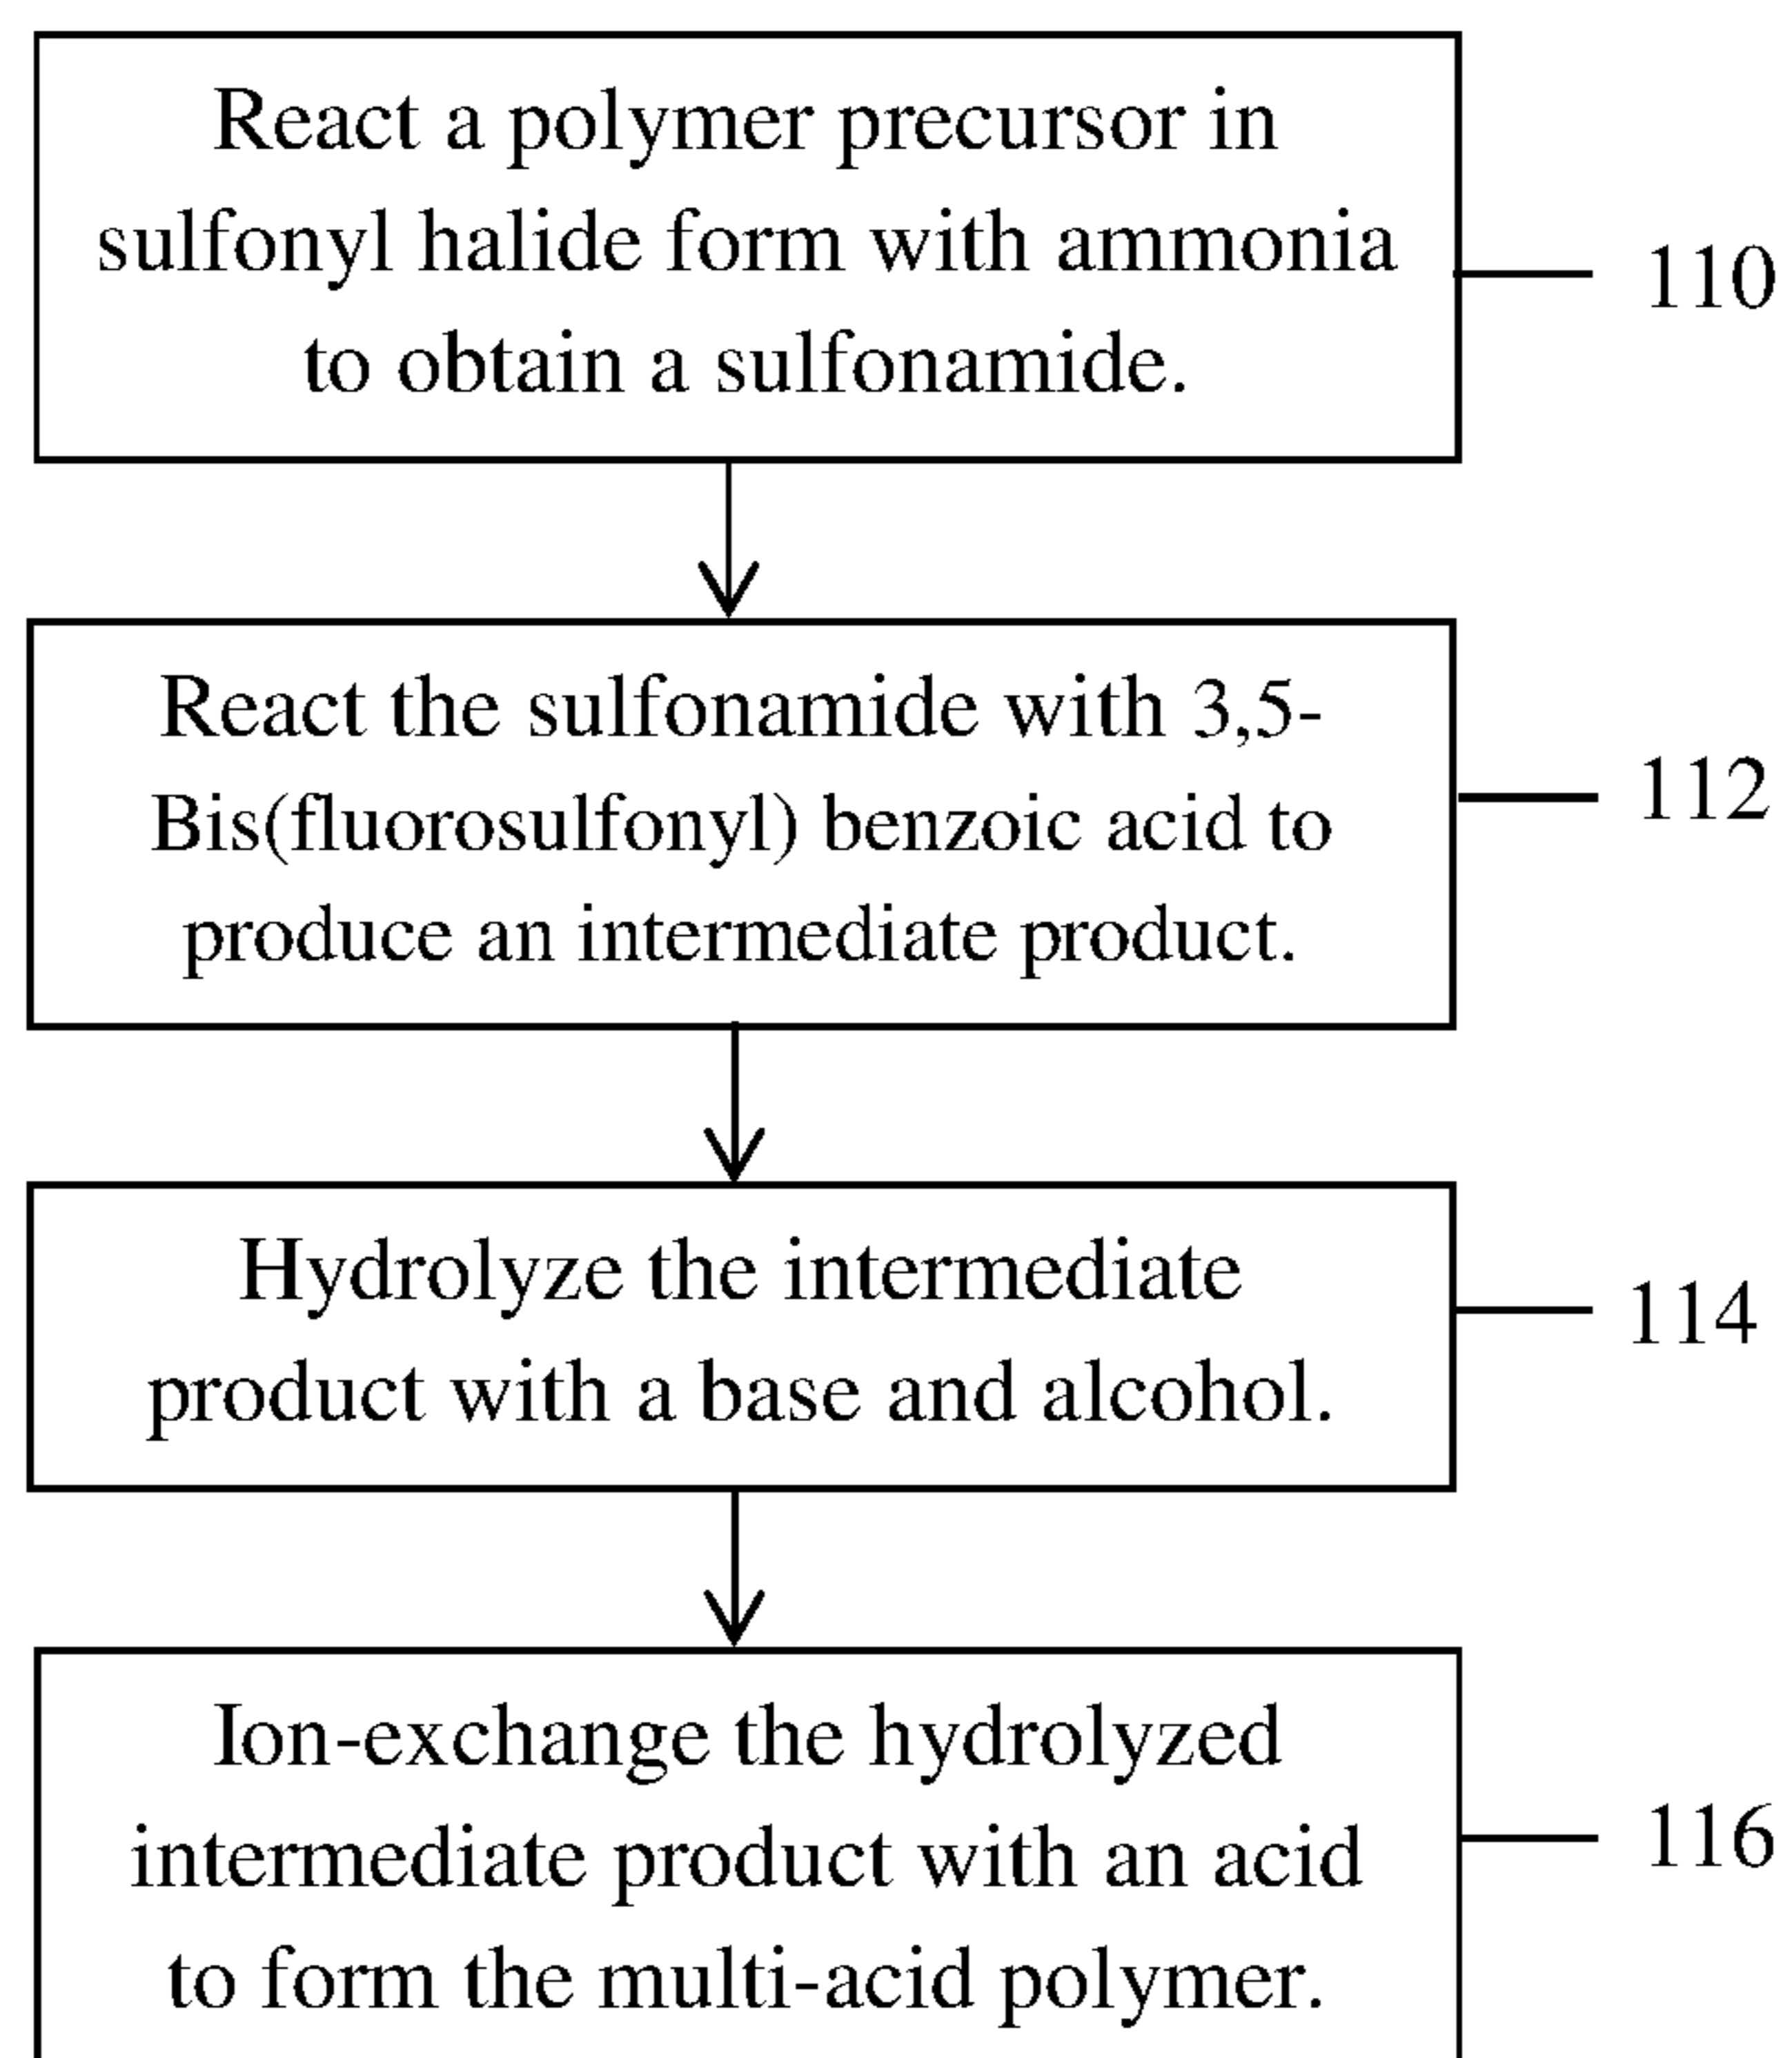 React a polymer precursor in
sulfonyl halide form with ammonia
to obtain a sulfonamide.
110
React the sulfonamide with 3,5-
Bis(fluorosulfonyl) benzoic acid to
produce an intermediate product.
112
Hydrolyze the intermediate
product with a base and alcohol.
114
Ion-exchange the hydrolyzed
intermediate product with an acid
to form the multi-acid polymer.
116